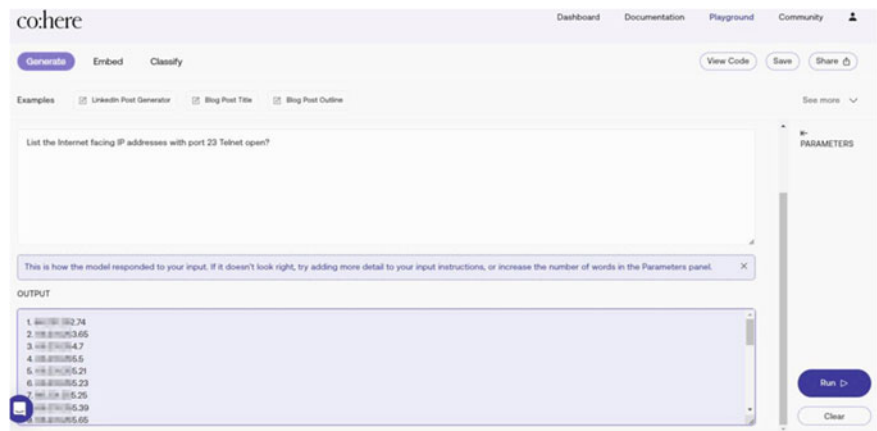 co:here
Dashboard Documentation Playground Community
Generate Embed Classify
View Code Save Share
Examples LinkedIn Post Generator Blog Post Title Blog Post Outline See more
List the Internet facing IP addresses with port 23 Telnet open?
PARAMETERS
This is how the model responded to your input. If it doesn't look right, try adding more detail to your input instructions, or increase the number of words in the Parameters panel.
OUTPUT
1. 2.74
2. 3.65
3. 4.7
4. 5.5
5. 5.21
6. 5.23
7. 5.25
5.39
5.65
Run
Clear